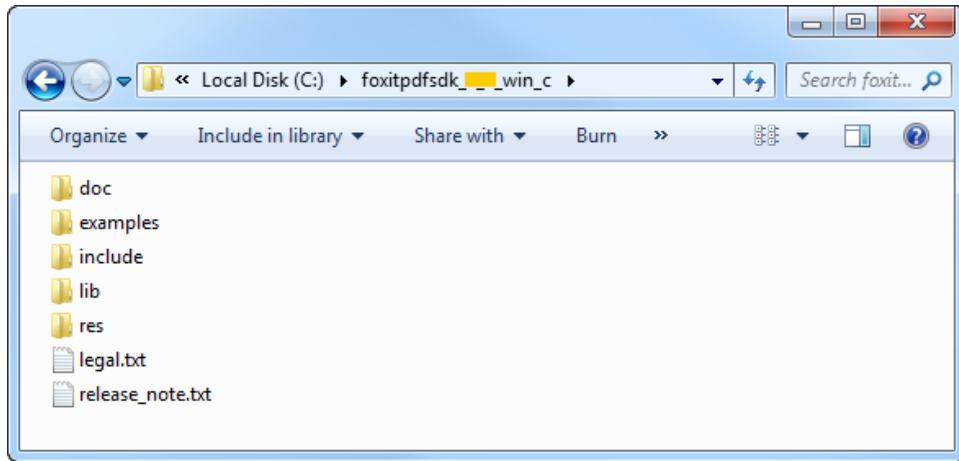 « Local Disk (C:) ▸ foxitpdfsdk_ _ _win_c ▸
Search foxit...
Organize
Include in library
Share with
Burn
»
doc
examples
include
lib
res
legal.txt
release_note.txt